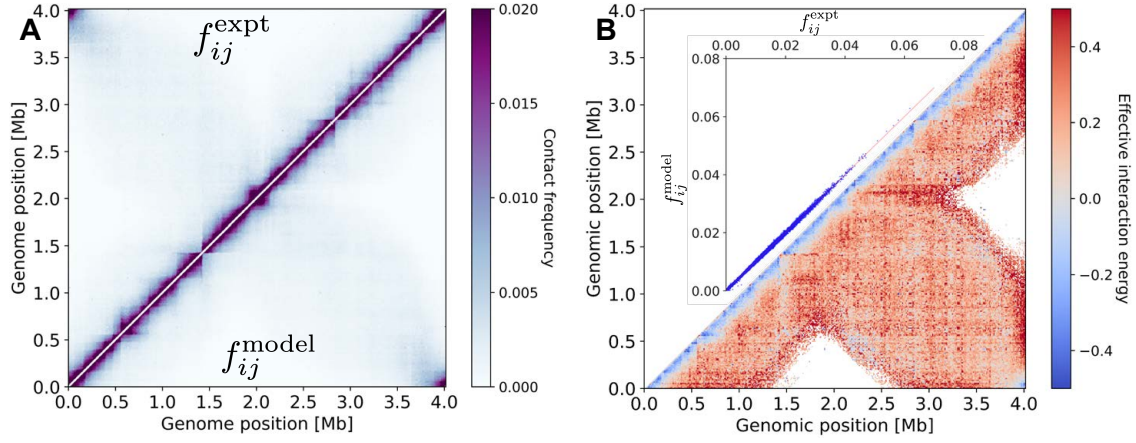 A
f_{ij}^{expt}
f_{ij}^{model}
4.0
3.5
3.0
2.5
2.0
1.5
1.0
0.5
0.0
Genome position [Mb]
0.0 0.5 1.0 1.5 2.0 2.5 3.0 3.5 4.0
Genome position [Mb]
0.020
0.015
0.010
0.005
0.000
Contact frequency
B
4.0
3.5
3.0
2.5
2.0
1.5
1.0
0.5
0.0
Genomic position [Mb]
0.0 0.5 1.0 1.5 2.0 2.5 3.0 3.5 4.0
Genomic position [Mb]
f_{ij}^{expt}
0.00 0.02 0.04 0.06 0.08
0.08
0.06
0.04
0.02
0.00
f_{ij}^{model}
0.4
0.2
0.0
−0.2
−0.4
Effective interaction energy